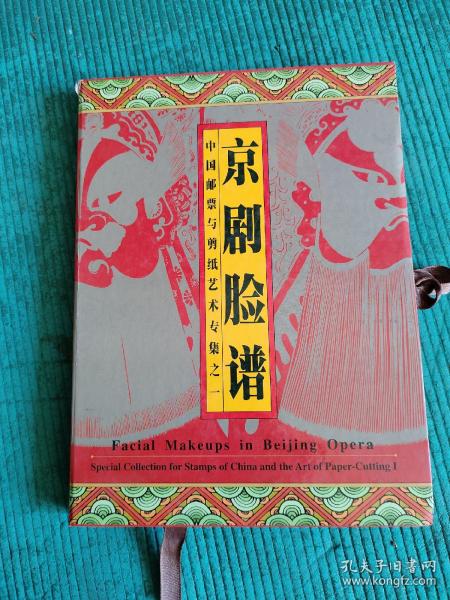 京剧脸谱
中国邮票与剪纸艺术专集之一
Facial Makeups in Beijing Opera
Special Collection for Stamps of China and the Art of Paper-Cutting I
孔夫子旧书网
www.kongfz.com